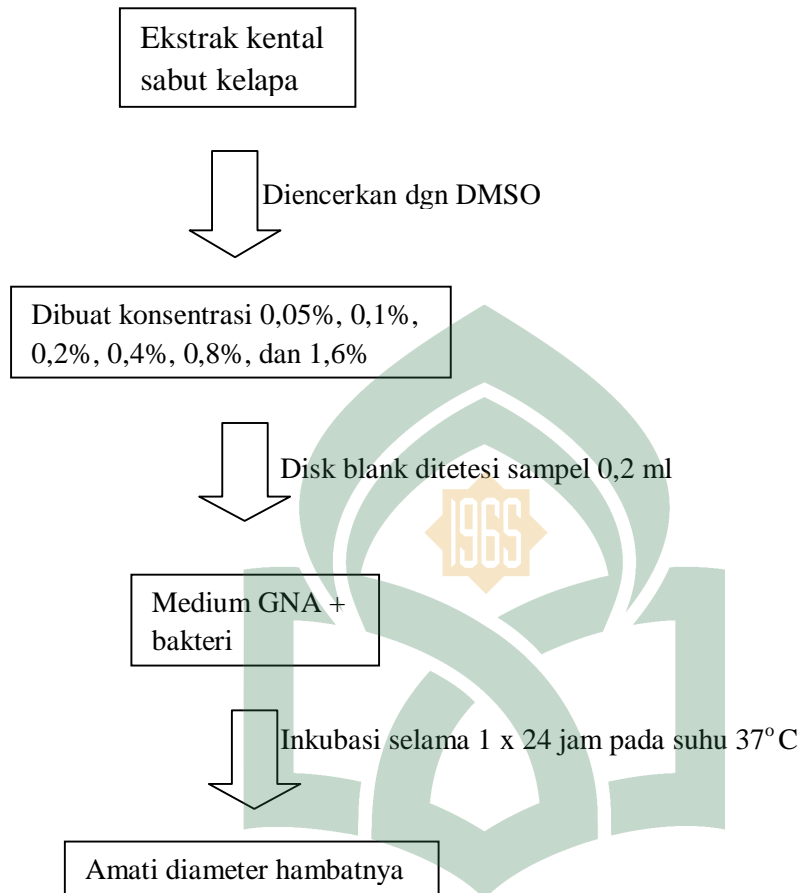 Ekstrak kental
sabut kelapa
Diencerkan dgn DMSO
Dibuat konsentrasi 0,05%, 0,1%,
0,2%, 0,4%, 0,8%, dan 1,6%
Disk blank ditetesi sampel 0,2 ml
1965
Medium GNA +
bakteri
Inkubasi selama 1 x 24 jam pada suhu 37° C
Amati diameter hambatnya